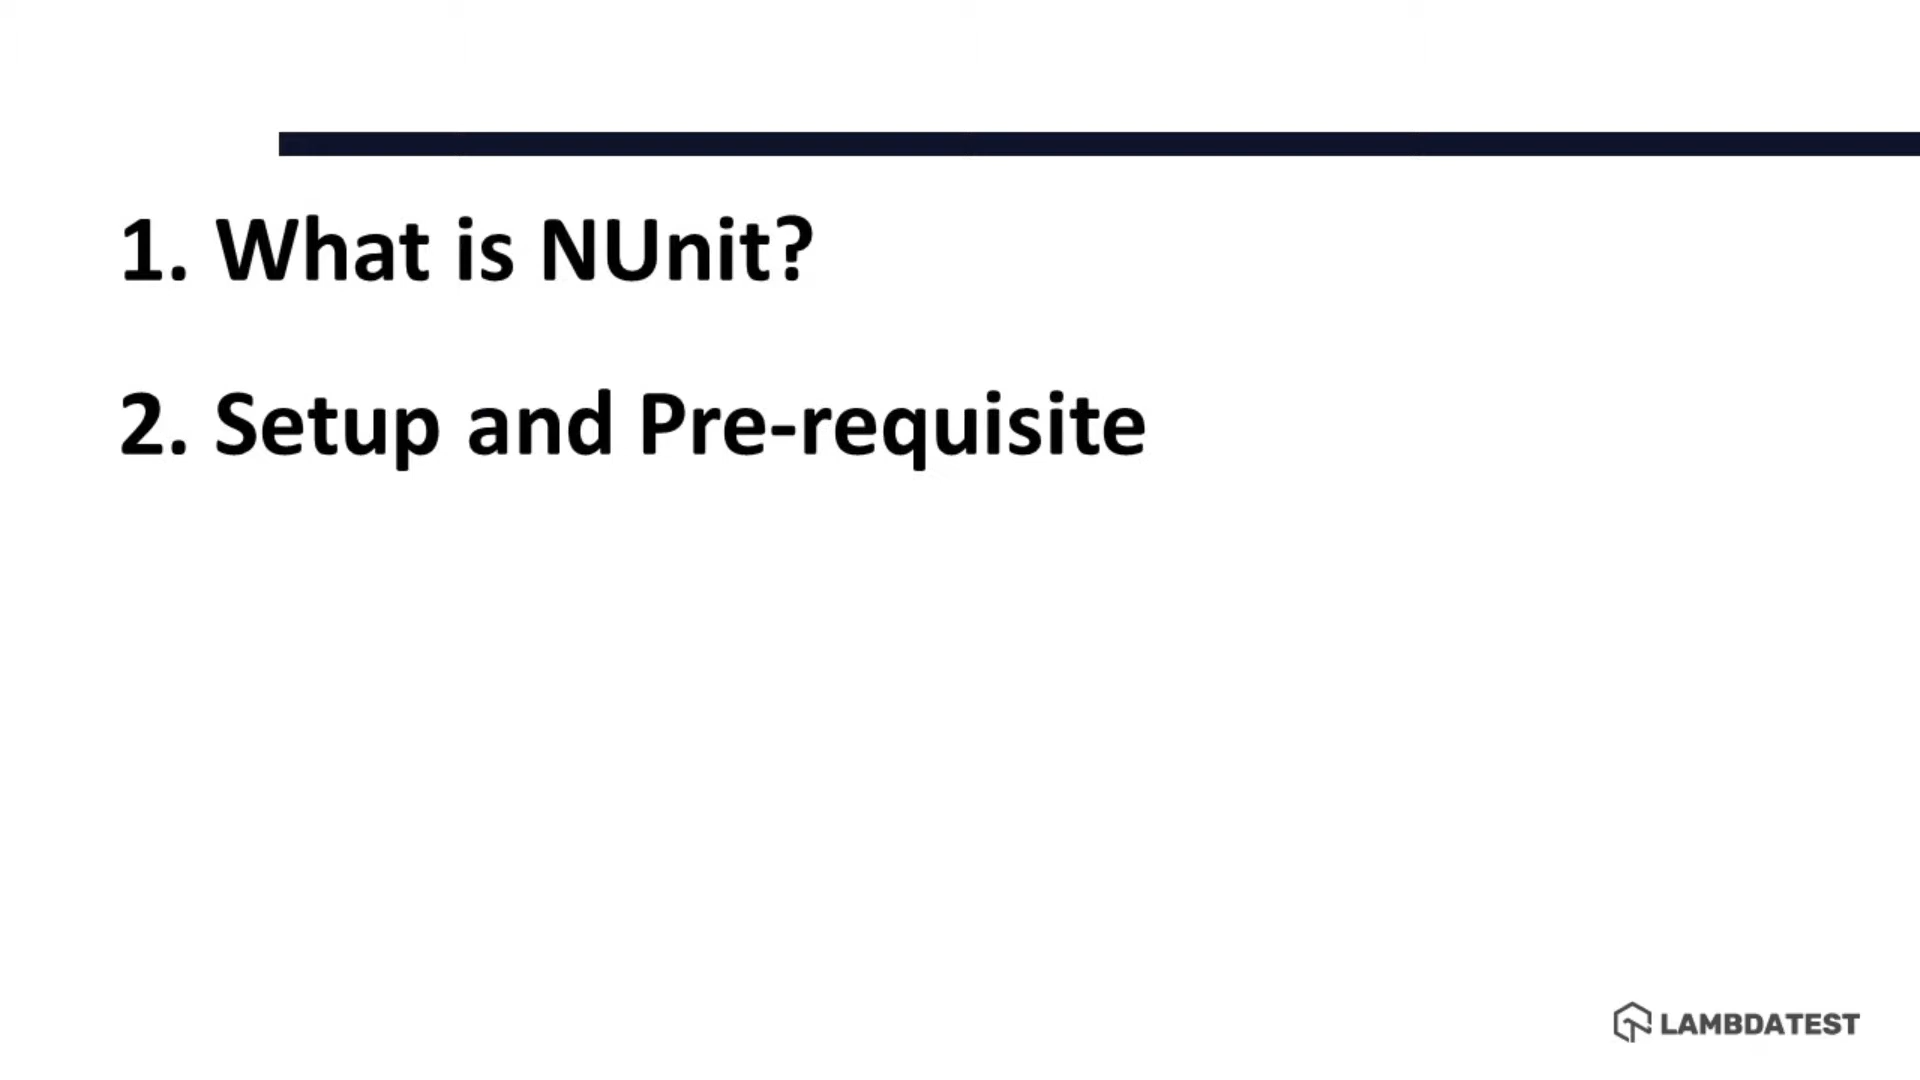 1. What is NUnit?
2. Setup and Pre-requisite
LAMBDATEST